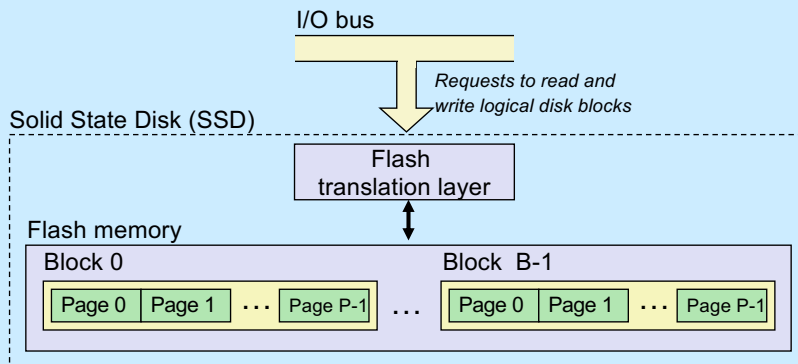 I/O bus
Requests to read and
write logical disk blocks
Solid State Disk (SSD)
Flash
translation layer
Flash memory
Block 0
Block B-1
Page 0 Page 1 ... Page P-1 ... Page 0 Page 1 ... Page P-1